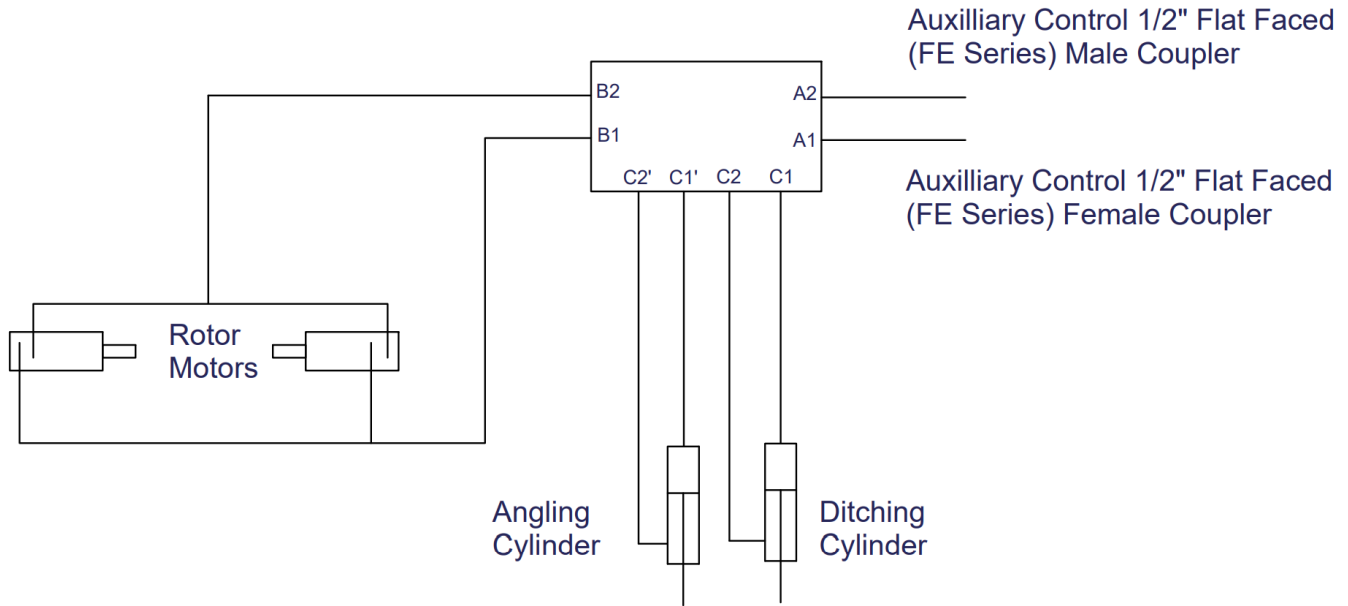 Auxilliary Control 1/2" Flat Faced
(FE Series) Male Coupler
B2
A2
B1
A1
C2'
C1'
C2
C1
Auxilliary Control 1/2" Flat Faced
(FE Series) Female Coupler
Rotor
Motors
Angling
Cylinder
Ditching
Cylinder